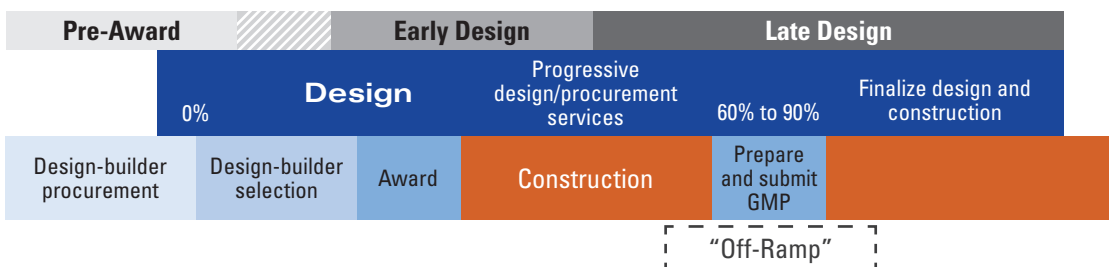 Pre-Award
Early Design
Late Design
0%
Design
Progressive
design/procurement
services
60% to 90%
Finalize design and
construction
Design-builder
procurement
Design-builder
selection
Award
Construction
Prepare
and submit
GMP
“Off-Ramp”